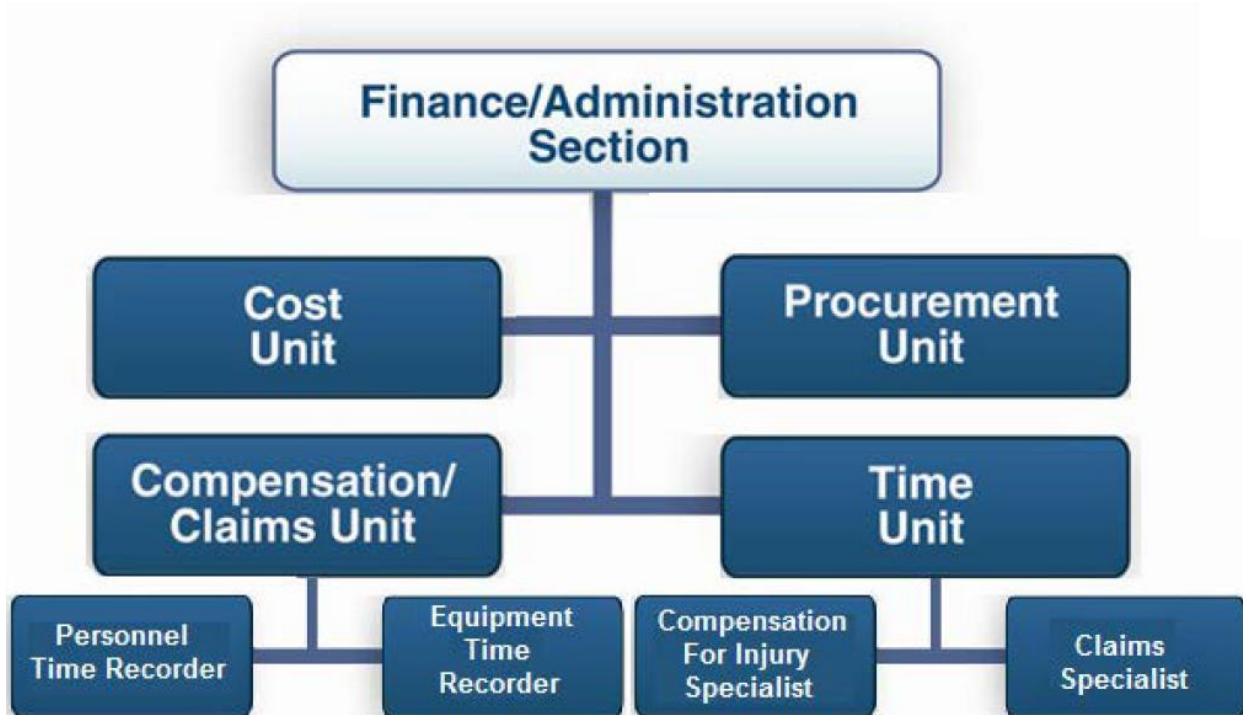 Finance/Administration
Section
Cost
Unit
Procurement
Unit
Compensation/
Claims Unit
Time
Unit
Personnel
Time Recorder
Equipment
Time
Recorder
Compensation
For Injury
Specialist
Claims
Specialist